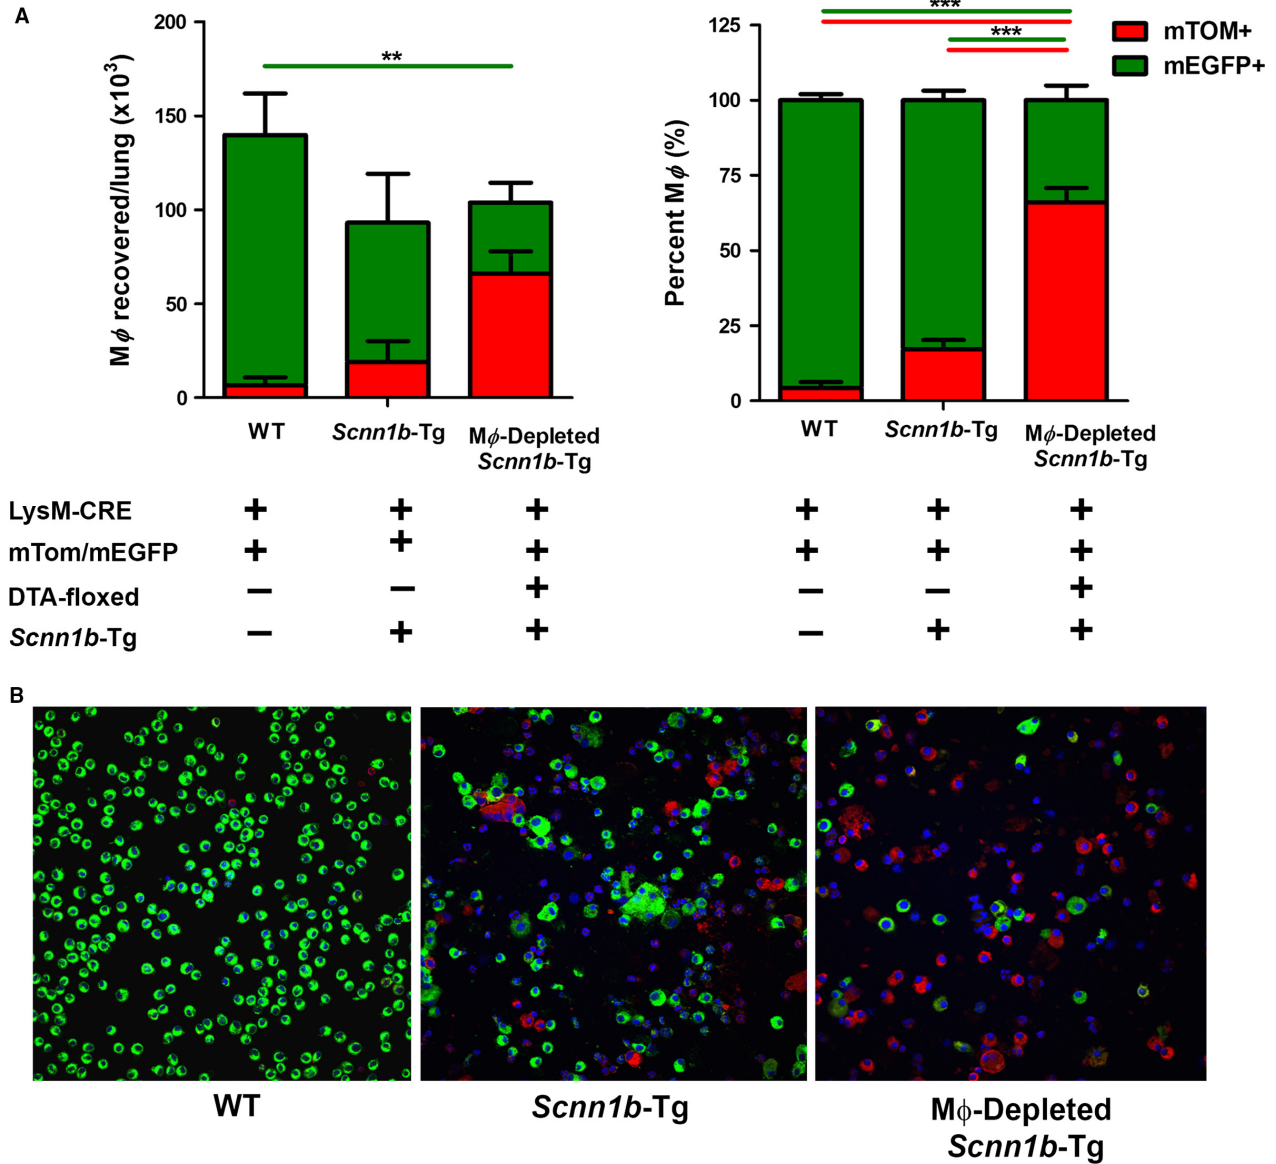 A
200
150
100
50
0
Mϕ recovered/lung (x10³)
**
WT
Scnn1b-Tg
Mϕ-Depleted
Scnn1b-Tg
125
100
75
50
25
0
Percent Mϕ (%)
***
***
mTOM+
mEGFP+
WT
Scnn1b-Tg
Mϕ-Depleted
Scnn1b-Tg
LysM-CRE + + + + + +
mTom/mEGFP + + + + + +
DTA-floxed − − + − − +
Scnn1b-Tg − + + − + +
B
WT
Scnn1b-Tg
Mϕ-Depleted
Scnn1b-Tg